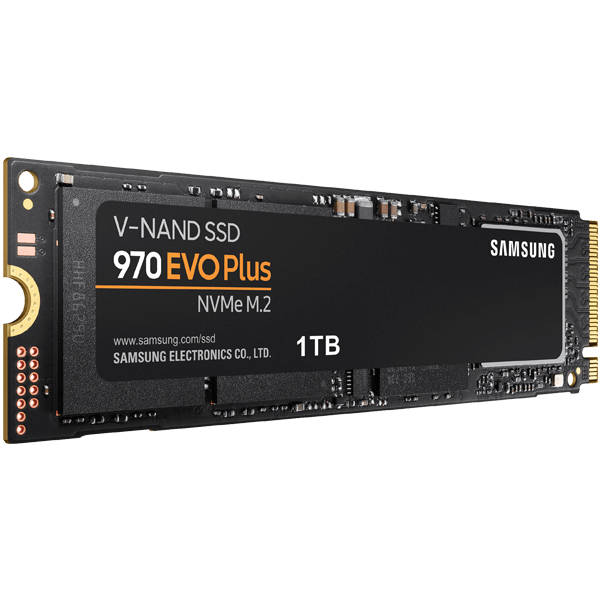 V-NAND SSD
970 EVO Plus
NVMe M.2
SAMSUNG
www.samsung.com/ssd
SAMSUNG ELECTRONICS CO., LTD.
1TB